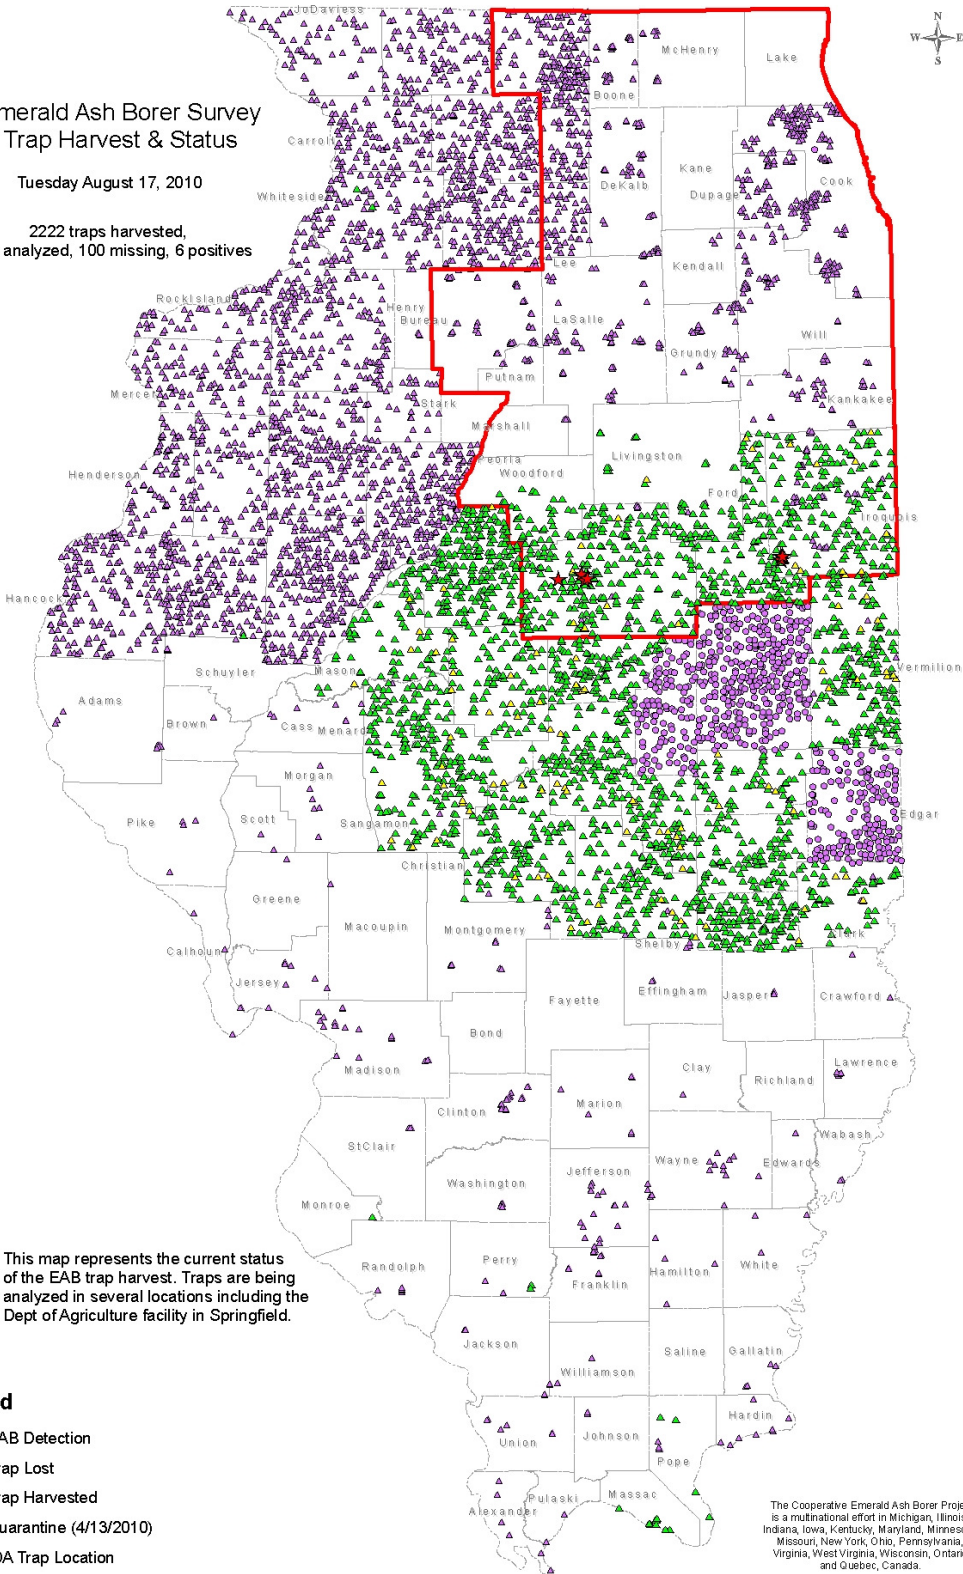 N
W E
S
merald Ash Borer Survey
Trap Harvest & Status
Tuesday August 17, 2010
2222 traps harvested,
analyzed, 100 missing, 6 positives
JoDaviess
McHenry
Lake
Boone
Carroll
Kane
DeKalb
Dupage
Cook
Whiteside
Lee
Kendall
RockIsland
Henry
Bureau
LaSalle
Will
Grundy
Putnam
Mercer
Stark
Kankakee
Marshall
Peoria
Woodford
Livingston
Henderson
Ford
Iroquois
Hancock
Vermilion
Schuyler
Mason
Adams
Brown
Cass
Menard
Morgan
Pike
Scott
Sangamon
Edgar
Christian
Greene
Macoupin
Montgomery
Clark
Shelby
Calhoun
Jersey
Fayette
Effingham
Jasper
Crawford
Bond
Madison
Clay
Richland
Lawrence
Clinton
Marion
StClair
Wabash
Wayne
Edwards
Jefferson
Washington
Monroe
Randolph
Perry
Franklin
Hamilton
White
This map represents the current status
of the EAB trap harvest. Traps are being
analyzed in several locations including the
Dept of Agriculture facility in Springfield.
Jackson
Saline
Gallatin
Williamson
d
AB Detection
rap Lost
rap Harvested
uarantine (4/13/2010)
DA Trap Location
Union
Johnson
Hardin
Pope
Alexander
Pulaski
Massac
The Cooperative Emerald Ash Borer Proje
is a multinational effort in Michigan, Illinois
Indiana, Iowa, Kentucky, Maryland, Minneso
Missouri, New York, Ohio, Pennsylvania,
Virginia, West Virginia, Wisconsin, Ontario
and Quebec, Canada.